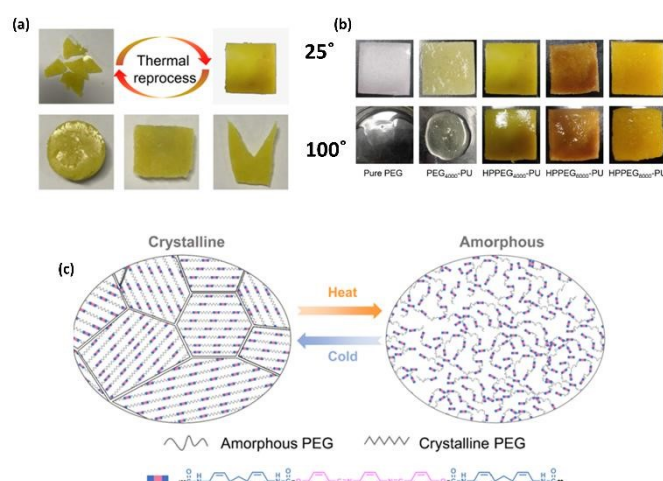 (a)
Thermal
reprocess
(b)
25°
100°
Pure PEG
PEG4000-PU
HPPEG4000-PU
HPPEG6000-PU
HPPEG8000-PU
Crystalline
Amorphous
(c)
Heat
Cold
Amorphous PEG
Crystalline PEG